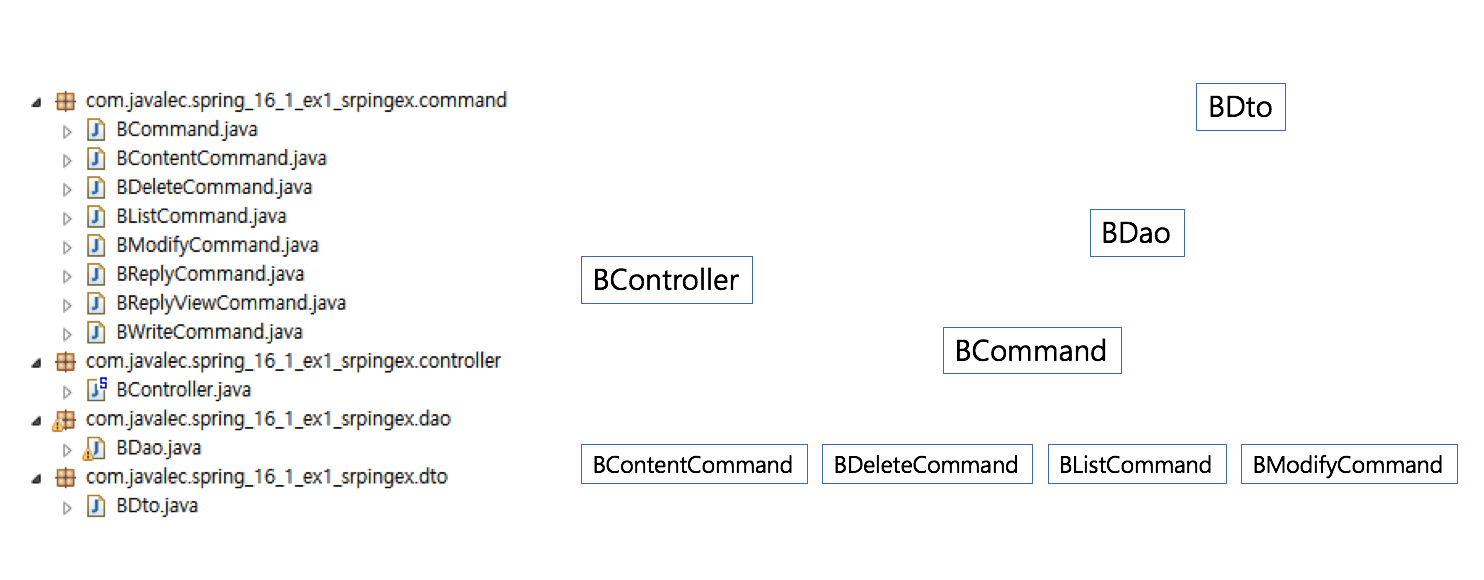 com.javalec.spring_16_1_ex1_srpingex.command
BCommand.java
BContentCommand.java
BDeleteCommand.java
BListCommand.java
BModifyCommand.java
BReplyCommand.java
BReplyViewCommand.java
BWriteCommand.java
com.javalec.spring_16_1_ex1_srpingex.controller
BController.java
com.javalec.spring_16_1_ex1_srpingex.dao
BDao.java
com.javalec.spring_16_1_ex1_srpingex.dto
BDto.java
BDto
BDao
BController
BCommand
BContentCommand
BDeleteCommand
BListCommand
BModifyCommand